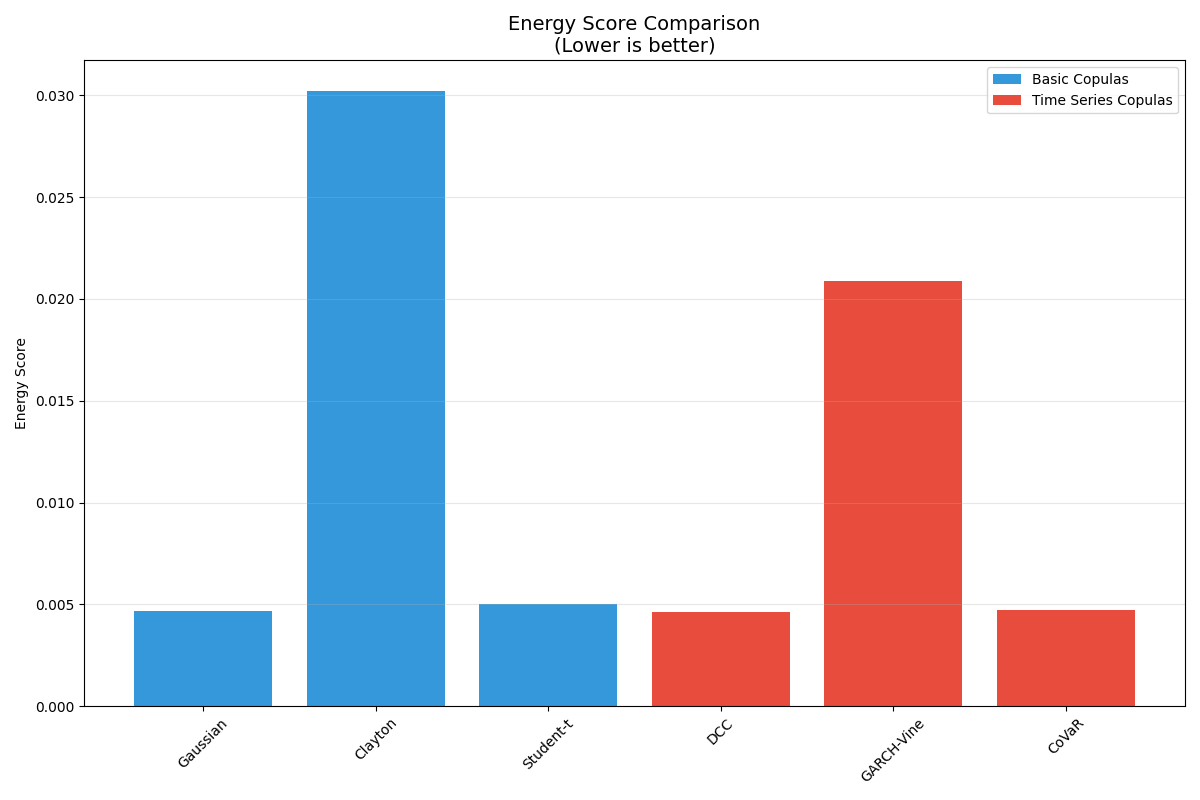 Energy Score Comparison
(Lower is better)
Basic Copulas
Time Series Copulas
Energy Score
0.030
0.025
0.020
0.015
0.010
0.005
0.000
Gaussian
Clayton
Student-t
DCC
GARCH-Vine
CoVaR